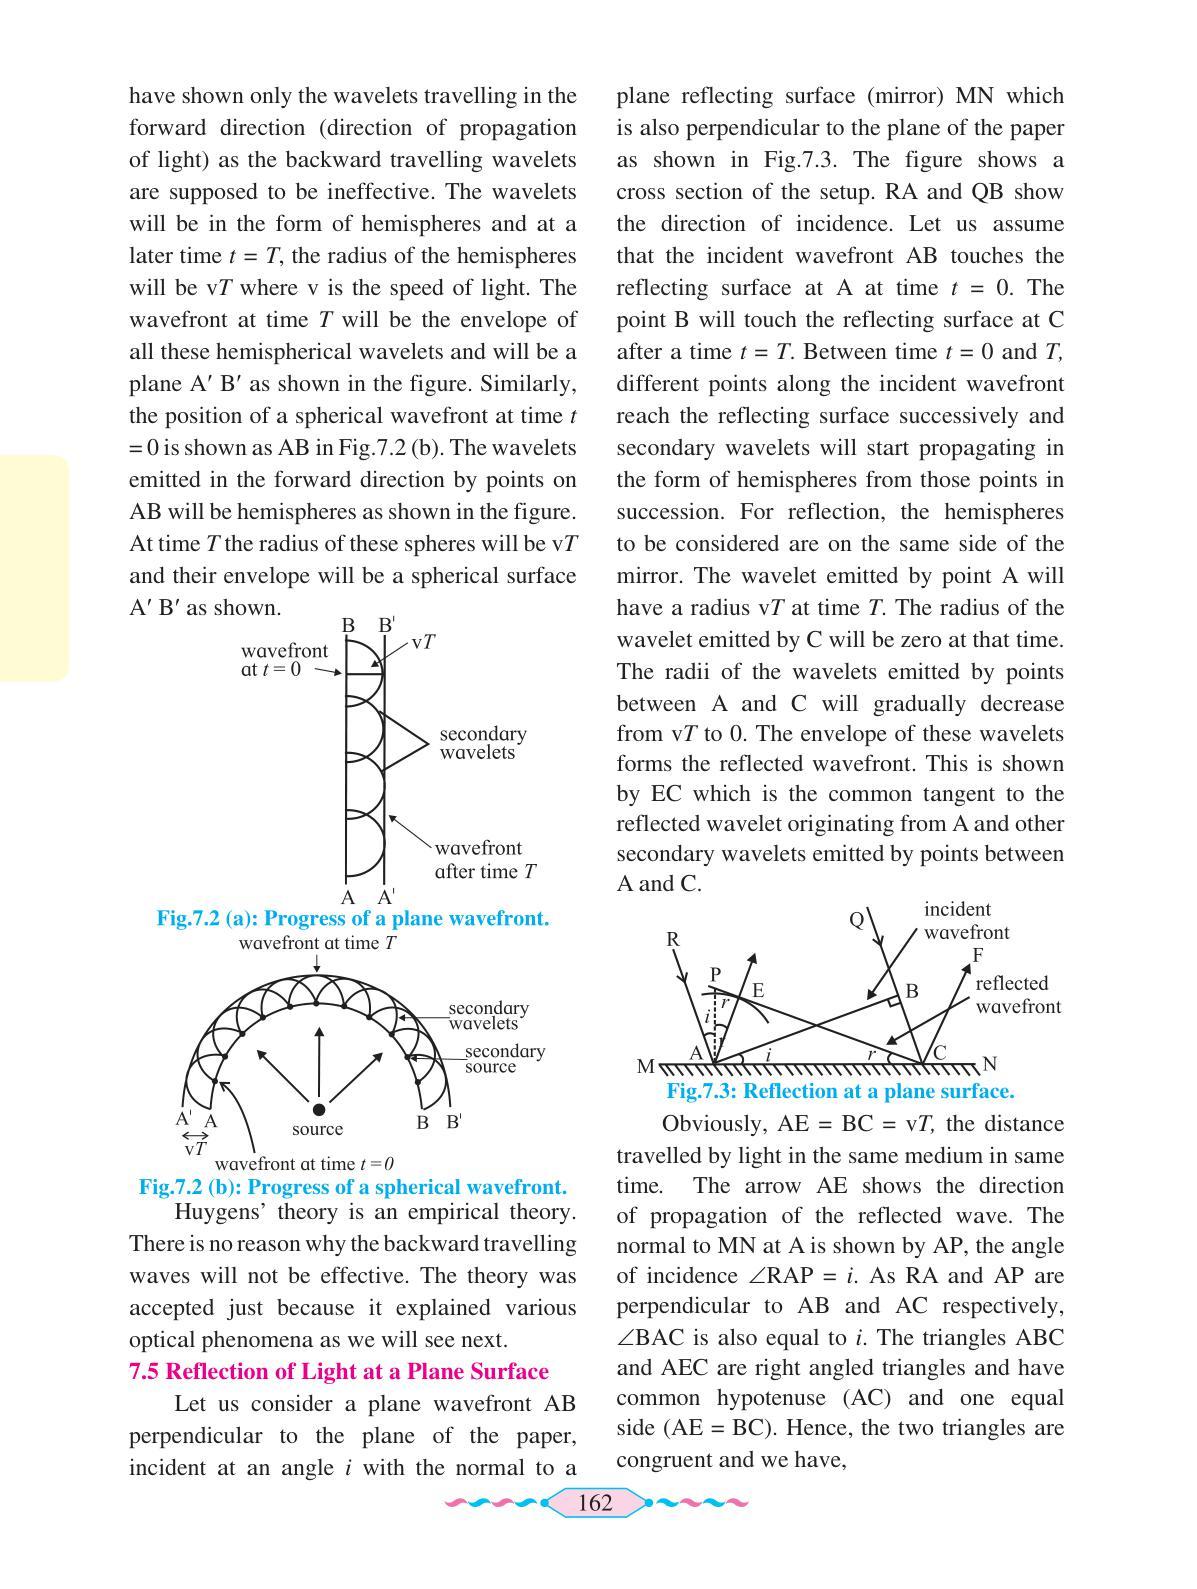 have shown only the wavelets travelling in the
forward direction (direction of propagation
of light) as the backward travelling wavelets
are supposed to be ineffective. The wavelets
will be in the form of hemispheres and at a
later time t = T, the radius of the hemispheres
will be vT where v is the speed of light. The
wavefront at time T will be the envelope of
all these hemispherical wavelets and will be a
plane A′ B′ as shown in the figure. Similarly,
the position of a spherical wavefront at time t
= 0 is shown as AB in Fig.7.2 (b). The wavelets
emitted in the forward direction by points on
AB will be hemispheres as shown in the figure.
At time T the radius of these spheres will be vT
and their envelope will be a spherical surface
A′ B′ as shown.
B B'
wavefront
at t = 0
vT
secondary
wavelets
wavefront
after time T
A A'
Fig.7.2 (a): Progress of a plane wavefront.
wavefront at time T
secondary
wavelets
secondary
source
A' A
source
B B'
vT
wavefront at time t =0
Fig.7.2 (b): Progress of a spherical wavefront.
Huygens’ theory is an empirical theory.
There is no reason why the backward travelling
waves will not be effective. The theory was
accepted just because it explained various
optical phenomena as we will see next.
7.5 Reflection of Light at a Plane Surface
Let us consider a plane wavefront AB
perpendicular to the plane of the paper,
incident at an angle i with the normal to a
plane reflecting surface (mirror) MN which
is also perpendicular to the plane of the paper
as shown in Fig.7.3. The figure shows a
cross section of the setup. RA and QB show
the direction of incidence. Let us assume
that the incident wavefront AB touches the
reflecting surface at A at time t = 0. The
point B will touch the reflecting surface at C
after a time t = T. Between time t = 0 and T,
different points along the incident wavefront
reach the reflecting surface successively and
secondary wavelets will start propagating in
the form of hemispheres from those points in
succession. For reflection, the hemispheres
to be considered are on the same side of the
mirror. The wavelet emitted by point A will
have a radius vT at time T. The radius of the
wavelet emitted by C will be zero at that time.
The radii of the wavelets emitted by points
between A and C will gradually decrease
from vT to 0. The envelope of these wavelets
forms the reflected wavefront. This is shown
by EC which is the common tangent to the
reflected wavelet originating from A and other
secondary wavelets emitted by points between
A and C.
Q
incident
wavefront
R
F
P
E
B
reflected
wavefront
r
i
A
i
r
C
M
N
Fig.7.3: Reflection at a plane surface.
Obviously, AE = BC = vT, the distance
travelled by light in the same medium in same
time. The arrow AE shows the direction
of propagation of the reflected wave. The
normal to MN at A is shown by AP, the angle
of incidence ∠RAP = i. As RA and AP are
perpendicular to AB and AC respectively,
∠BAC is also equal to i. The triangles ABC
and AEC are right angled triangles and have
common hypotenuse (AC) and one equal
side (AE = BC). Hence, the two triangles are
congruent and we have,
162